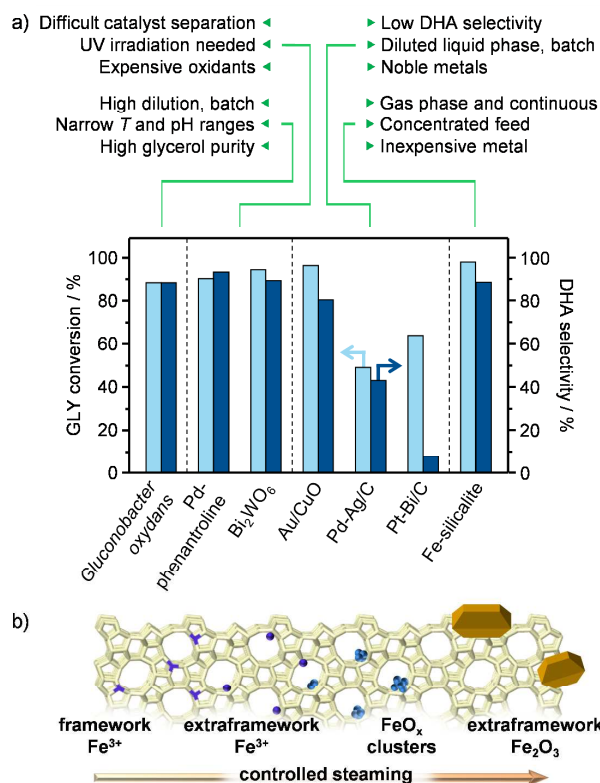 a)
Difficult catalyst separation
UV irradiation needed
Expensive oxidants
Low DHA selectivity
Diluted liquid phase, batch
Noble metals
High dilution, batch
Narrow T and pH ranges
High glycerol purity
Gas phase and continuous
Concentrated feed
Inexpensive metal
GLY conversion / %
100
80
60
40
20
0
100
80
60
40
20
0
DHA selectivity / %
Gluconobacter
oxydans
Pd-
phenantroline
Bi₂WO₆
Au/CuO
Pd-Ag/C
Pt-Bi/C
Fe-silicalite
b)
framework
Fe³⁺
extraframework
Fe³⁺
FeOₓ
clusters
extraframework
Fe₂O₃
controlled steaming